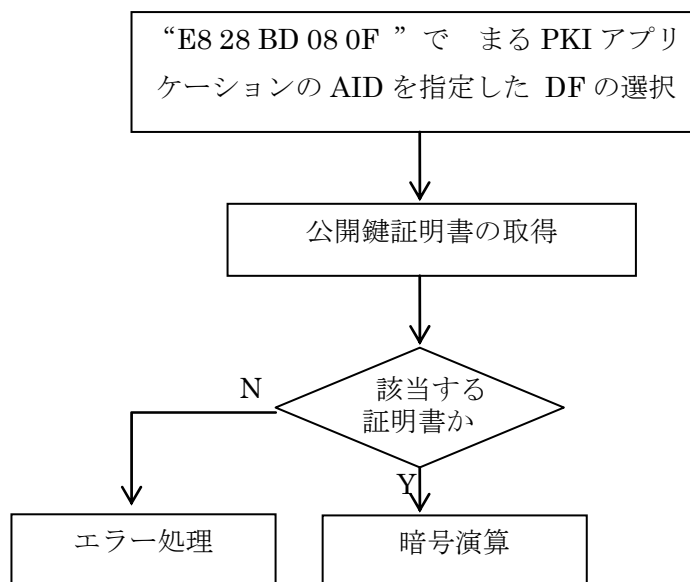 “E8 28 BD 08 0F ”で　まる PKI アプリ
ケーションの AID を指定した DF の選択
公開鍵証明書の取得
該当する
証明書か
N
Y
エラー処理
暗号演算